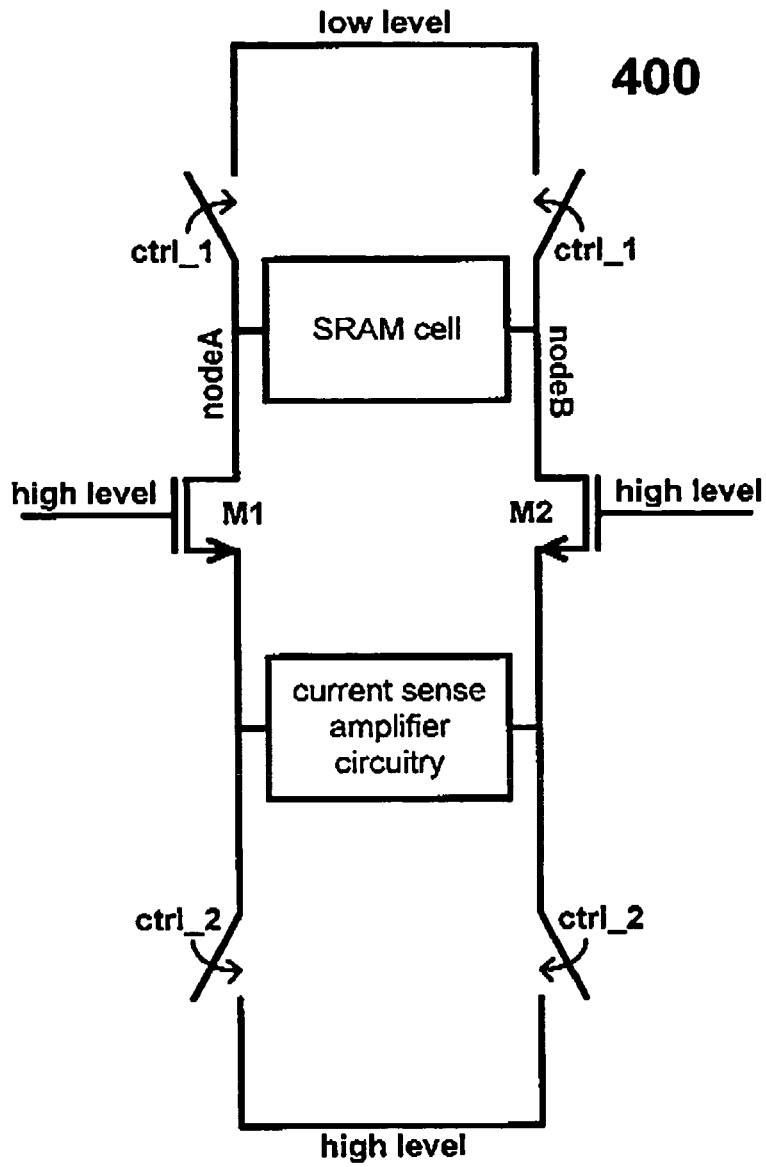 low level
400
ctrl_1
ctrl_1
SRAM cell
nodeA
nodeB
high level
M1
M2
high level
current sense
amplifier
circuitry
ctrl_2
ctrl_2
high level